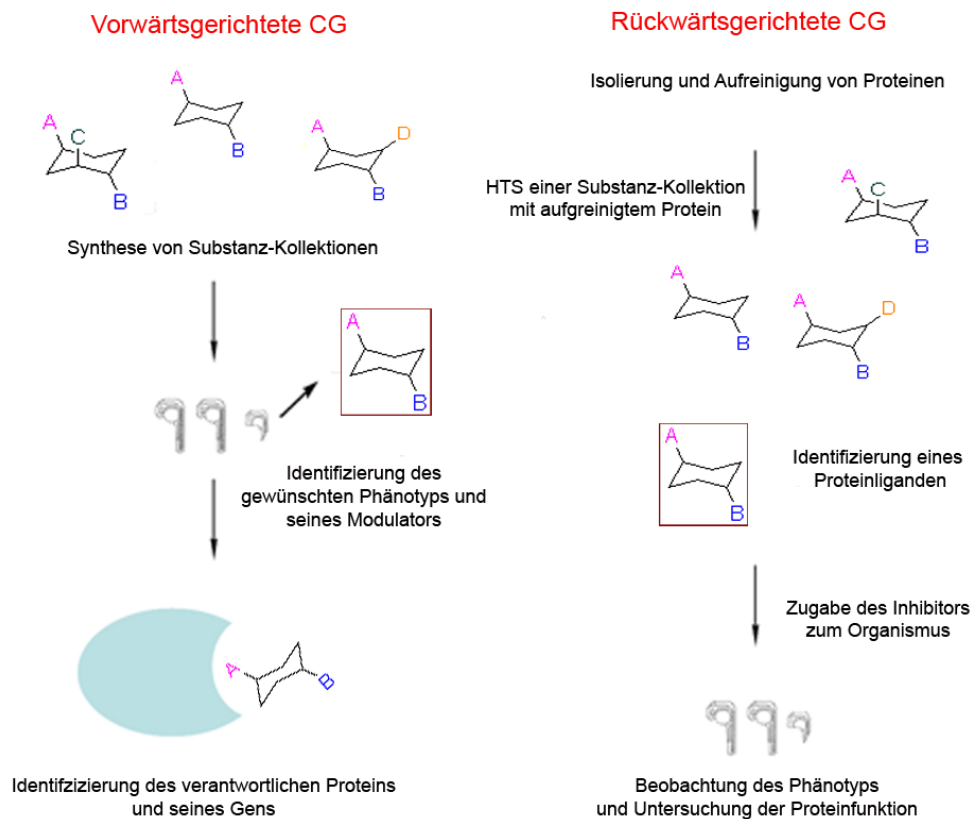 Vorwärtsgerichtete CG
A
C
B
A
B
A
D
B
Synthese von Substanz-Kollektionen
A
B
Identifizierung des
gewünschten Phänotyps und
seines Modulators
A
B
Identifzizierung des verantwortlichen Proteins
und seines Gens
Rückwärtsgerichtete CG
Isolierung und Aufreinigung von Proteinen
HTS einer Substanz-Kollektion
mit aufgreinigtem Protein
A
C
B
A
B
A
D
B
A
B
Identifizierung eines
Proteinliganden
Zugabe des Inhibitors
zum Organismus
Beobachtung des Phänotyps
und Untersuchung der Proteinfunktion